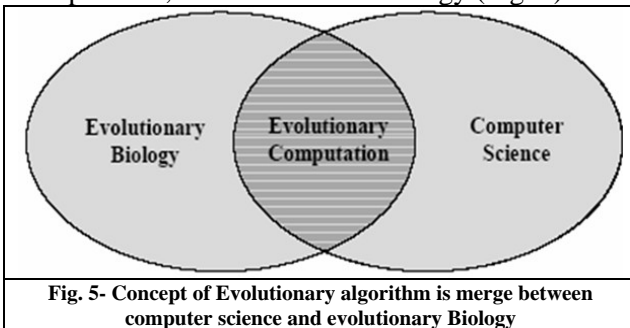 Evolutionary
Biology
Evolutionary
Computation
Computer
Science
Fig. 5- Concept of Evolutionary algorithm is merge between
computer science and evolutionary Biology